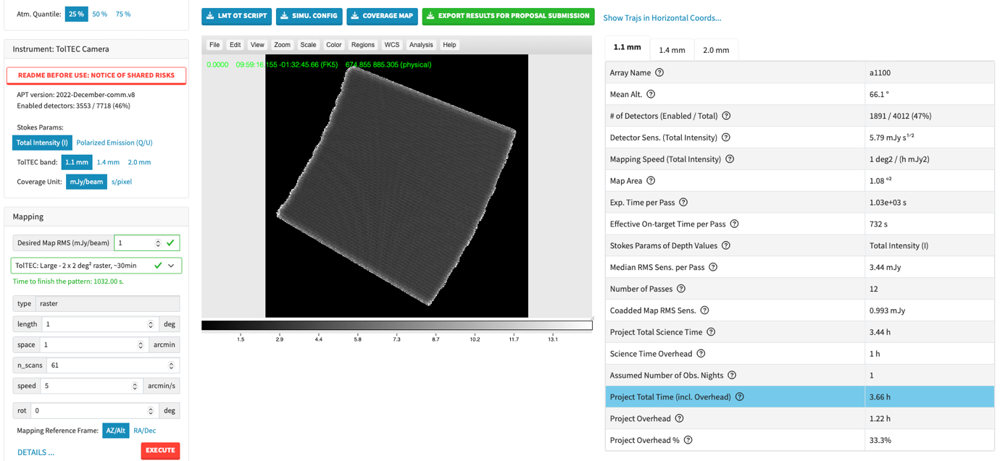 Atm. Quantile: 25 % 50 % 75 %
Instrument: TolTEC Camera
README BEFORE USE: NOTICE OF SHARED RISKS
APT version: 2022-December-comm.v8
Enabled detectors: 3553 / 7718 (46%)
Stokes Params:
Total Intensity (I) Polarized Emission (Q/U)
TolTEC band: 1.1 mm 1.4 mm 2.0 mm
Coverage Unit: mJy/beam s/pixel
Mapping
Desired Map RMS (mJy/beam) 1
TolTEC: Large - 2 x 2 deg² raster, ~30min
Time to finish the pattern: 1032.00 s.
type raster
length 1 deg
space 1 arcmin
n_scans 61
speed 5 arcmin/s
rot 0 deg
Mapping Reference Frame: AZ/Alt RA/Dec
DETAILS ... EXECUTE
LMT OT SCRIPT SIMU. CONFIG COVERAGE MAP EXPORT RESULTS FOR PROPOSAL SUBMISSION
File Edit View Zoom Scale Color Regions WCS Analysis Help
0.0000 09:59:16.155 -01:32:45.66 (FK5) 674.855 885.305 (physical)
1.5 2.9 4.4 5.8 7.3 8.7 10.2 11.7 13.1
Show Trajs in Horizontal Coords...
1.1 mm 1.4 mm 2.0 mm
Array Name a1100
Mean Alt. 66.1 °
# of Detectors (Enabled / Total) 1891 / 4012 (47%)
Detector Sens. (Total Intensity) 5.79 mJy s¹ᐟ²
Mapping Speed (Total Intensity) 1 deg2 / (h mJy2)
Map Area 1.08 °²
Exp. Time per Pass 1.03e+03 s
Effective On-target Time per Pass 732 s
Stokes Params of Depth Values Total Intensity (I)
Median RMS Sens. per Pass 3.44 mJy
Number of Passes 12
Coadded Map RMS Sens. 0.993 mJy
Project Total Science Time 3.44 h
Science Time Overhead 1 h
Assumed Number of Obs. Nights 1
Project Total Time (incl. Overhead) 3.66 h
Project Overhead 1.22 h
Project Overhead % 33.3%